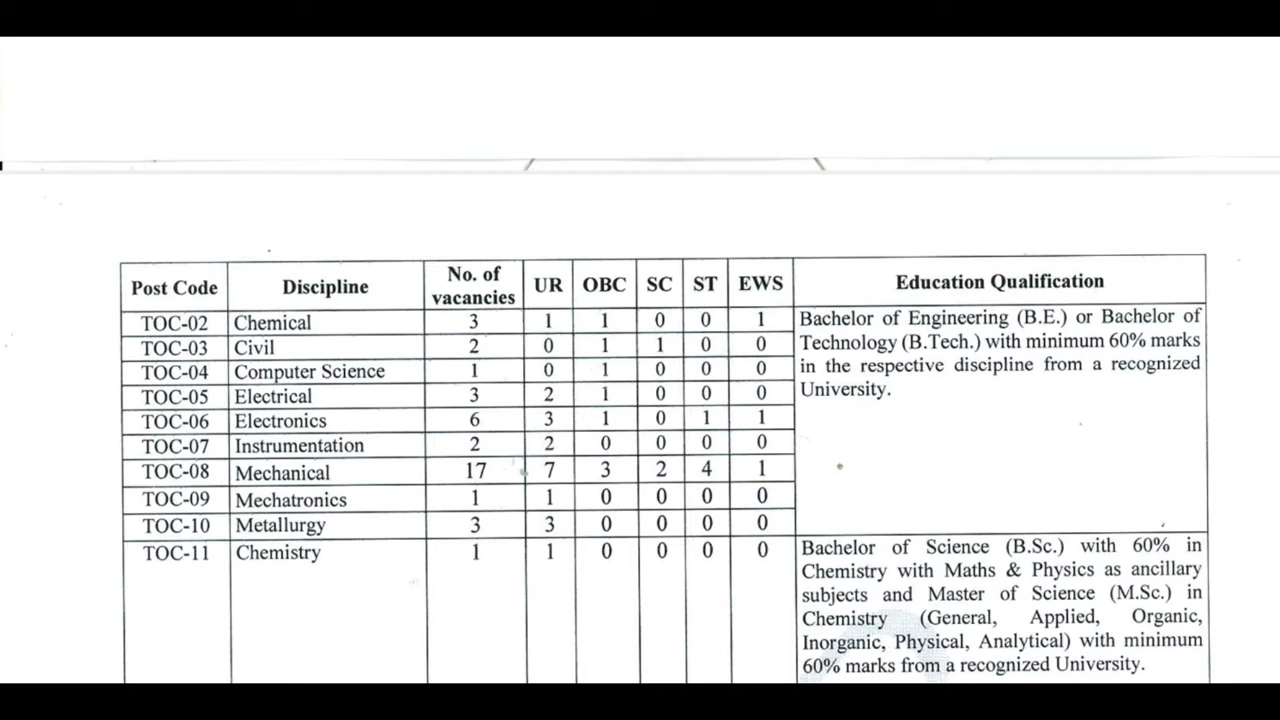 Post Code Discipline No. of vacancies UR OBC SC ST EWS Education Qualification
TOC-02 Chemical 3 1 1 0 0 1 Bachelor of Engineering (B.E.) or Bachelor of
TOC-03 Civil 2 0 1 1 0 0 Technology (B.Tech.) with minimum 60% marks
TOC-04 Computer Science 1 0 1 0 0 0 in the respective discipline from a recognized
TOC-05 Electrical 3 2 1 0 0 0 University.
TOC-06 Electronics 6 3 1 0 1 1
TOC-07 Instrumentation 2 2 0 0 0 0
TOC-08 Mechanical 17 7 3 2 4 1
TOC-09 Mechatronics 1 1 0 0 0 0
TOC-10 Metallurgy 3 3 0 0 0 0
TOC-11 Chemistry 1 1 0 0 0 0 Bachelor of Science (B.Sc.) with 60% in
Chemistry with Maths & Physics as ancillary
subjects and Master of Science (M.Sc.) in
Chemistry (General, Applied, Organic,
Inorganic, Physical, Analytical) with minimum
60% marks from a recognized University.